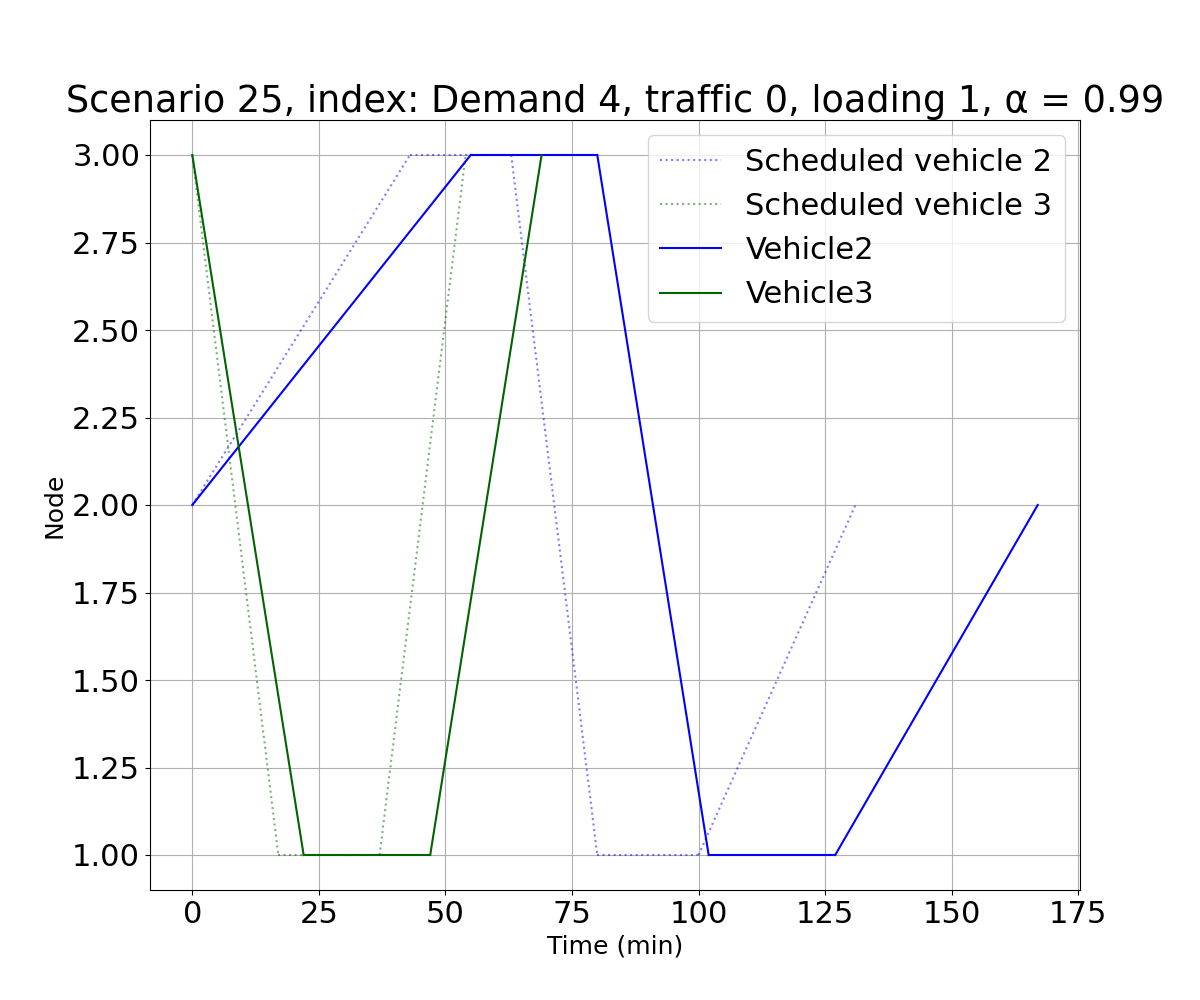 Scenario 25, index: Demand 4, traffic 0, loading 1, α = 0.99
Scheduled vehicle 2
Scheduled vehicle 3
Vehicle2
Vehicle3
3.00
2.75
2.50
2.25
2.00
1.75
1.50
1.25
1.00
Node
0 25 50 75 100 125 150 175
Time (min)